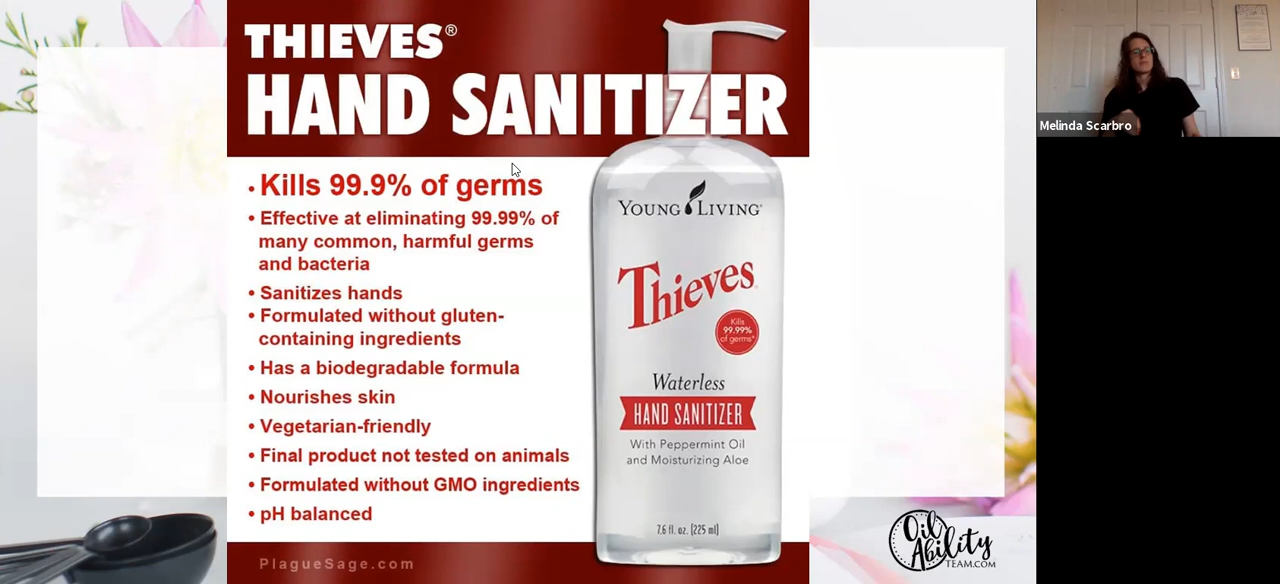 THIEVES®
HAND SANITIZER
• Kills 99.9% of germs
• Effective at eliminating 99.99% of
many common, harmful germs
and bacteria
• Sanitizes hands
• Formulated without gluten-
containing ingredients
• Has a biodegradable formula
• Nourishes skin
• Vegetarian-friendly
• Final product not tested on animals
• Formulated without GMO ingredients
• pH balanced
PlagueSage.com
YOUNG LIVING
Thieves
Kills
99.99%
of germs*
Waterless
HAND SANITIZER
With Peppermint Oil
and Moisturizing Aloe
7.6 fl. oz. (225 ml)
Oil
Ability
TEAM.COM
Melinda Scarbro